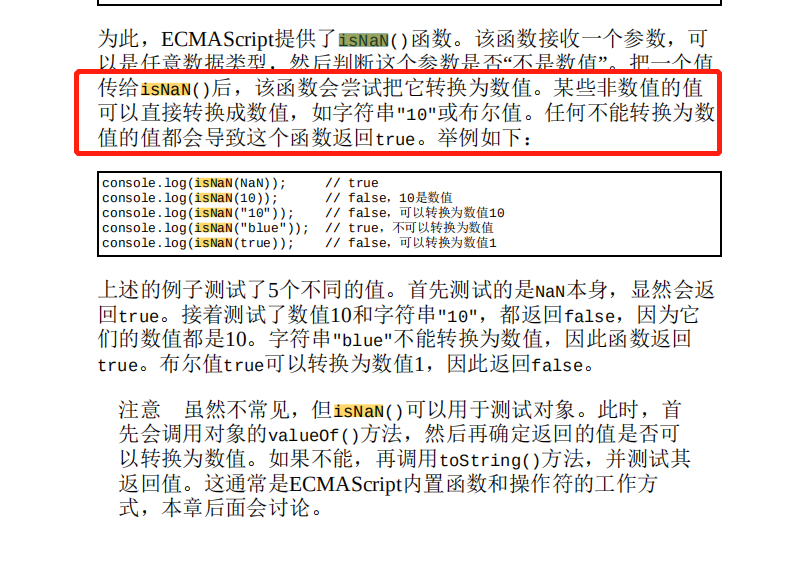 为此，ECMAScript提供了isNaN()函数。该函数接收一个参数，可
以是任意数据类型，然后判断这个参数是否“不是数值”。把一个值
传给isNaN()后，该函数会尝试把它转换为数值。某些非数值的值
可以直接转换成数值，如字符串"10"或布尔值。任何不能转换为数
值的值都会导致这个函数返回true。举例如下：
console.log(isNaN(NaN));     // true
console.log(isNaN(10));      // false，10是数值
console.log(isNaN("10"));    // false，可以转换为数值10
console.log(isNaN("blue"));  // true，不可以转换为数值
console.log(isNaN(true));    // false，可以转换为数值1
上述的例子测试了5个不同的值。首先测试的是NaN本身，显然会返
回true。接着测试了数值10和字符串"10"，都返回false，因为它
们的数值都是10。字符串"blue"不能转换为数值，因此函数返回
true。布尔值true可以转换为数值1，因此返回false。
注意　虽然不常见，但isNaN()可以用于测试对象。此时，首
先会调用对象的valueOf()方法，然后再确定返回的值是否可
以转换为数值。如果不能，再调用toString()方法，并测试其
返回值。这通常是ECMAScript内置函数和操作符的工作方
式，本章后面会讨论。